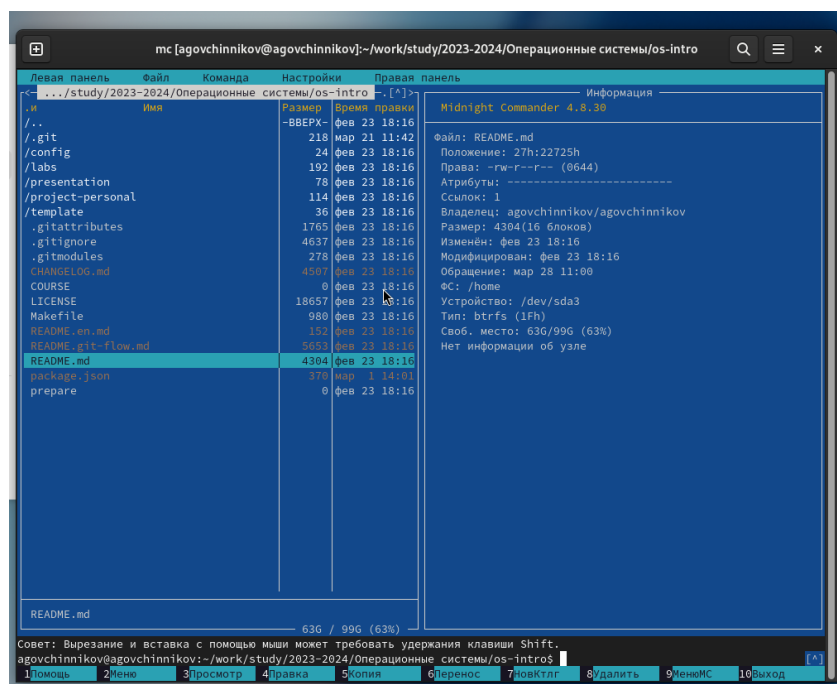 mc [agovchinnikov@agovchinnikov]:~/work/study/2023-2024/Операционные системы/os-intro
Левая панель Файл Команда Настройки Правая панель
<— .../study/2023-2024/Операционные системы/os-intro —.[^]>
.и Имя Размер Время правки
/.. -ВВЕРХ- фев 23 18:16
/.git 218 мар 21 11:42
/config 24 фев 23 18:16
/labs 192 фев 23 18:16
/presentation 78 фев 23 18:16
/project-personal 114 фев 23 18:16
/template 36 фев 23 18:16
.gitattributes 1765 фев 23 18:16
.gitignore 4637 фев 23 18:16
.gitmodules 278 фев 23 18:16
CHANGELOG.md 4507 фев 23 18:16
COURSE 0 фев 23 18:16
LICENSE 18657 фев 23 18:16
Makefile 980 фев 23 18:16
README.en.md 152 фев 23 18:16
README.git-flow.md 5653 фев 23 18:16
README.md 4304 фев 23 18:16
package.json 370 мар 1 14:01
prepare 0 фев 23 18:16
README.md
63G / 99G (63%)
Информация
Midnight Commander 4.8.30
Файл: README.md
Положение: 27h:22725h
Права: -rw-r--r-- (0644)
Атрибуты: ------------------------
Ссылок: 1
Владелец: agovchinnikov/agovchinnikov
Размер: 4304(16 блоков)
Изменён: фев 23 18:16
Модифицирован: фев 23 18:16
Обращение: мар 28 11:00
ФС: /home
Устройство: /dev/sda3
Тип: btrfs (1Fh)
Своб. место: 63G/99G (63%)
Нет информации об узле
Совет: Вырезание и вставка с помощью мыши может требовать удержания клавиши Shift.
agovchinnikov@agovchinnikov:~/work/study/2023-2024/Операционные системы/os-intro$ [^]
1Помощь 2Меню 3Просмотр 4Правка 5Копия 6Перенос 7НовКтлг 8Удалить 9МенюMC 10Выход